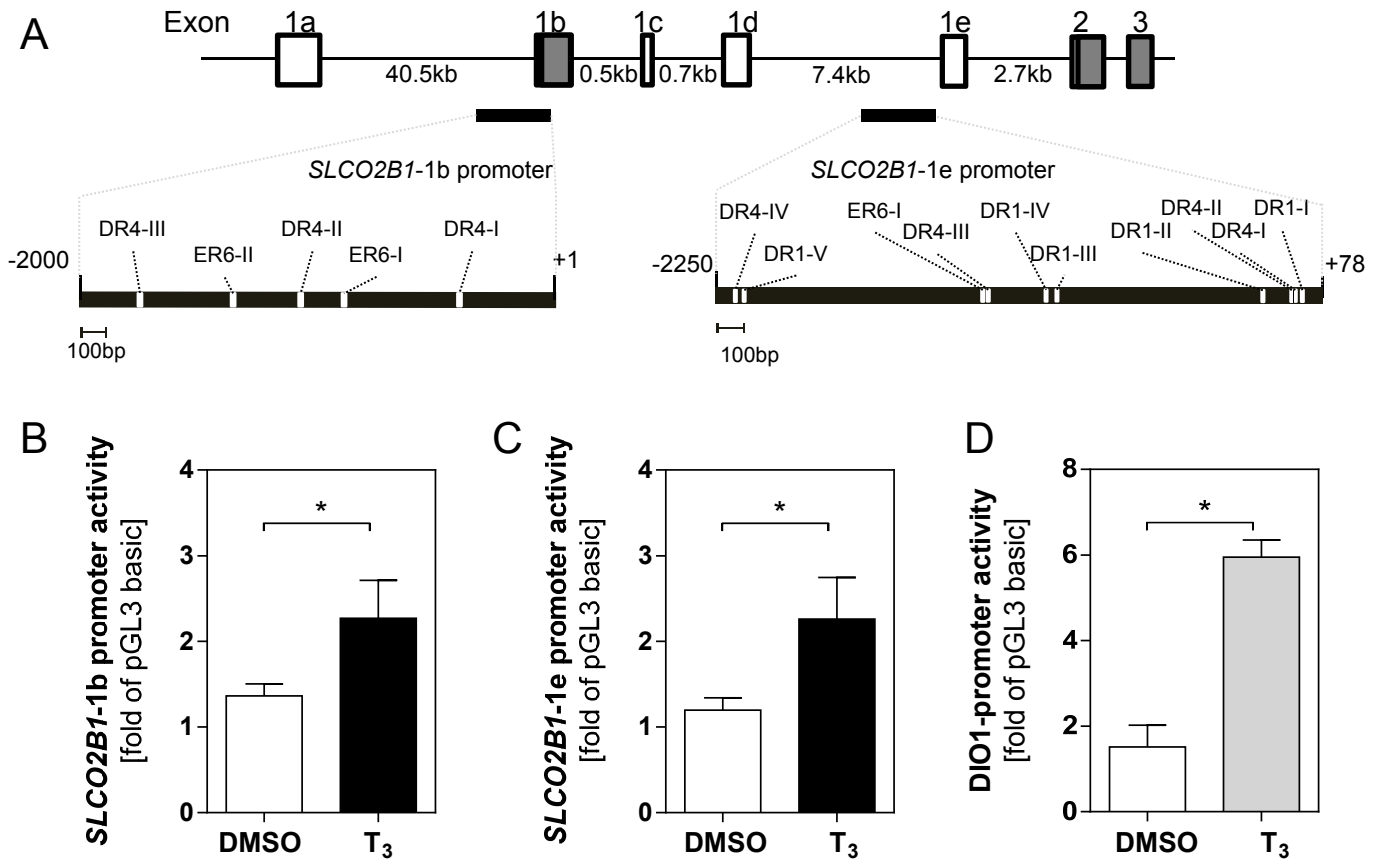 A
Exon 1a 1b 1c 1d 1e 2 3
40.5kb 0.5kb 0.7kb 7.4kb 2.7kb
SLCO2B1-1b promoter
DR4-III ER6-II DR4-II ER6-I DR4-I
-2000 +1
100bp
SLCO2B1-1e promoter
DR4-IV DR1-V ER6-I DR4-III DR1-IV DR1-III DR1-II DR4-II DR4-I DR1-I
-2250 +78
100bp
B
SLCO2B1-1b promoter activity
[fold of pGL3 basic]
4
3
2
1
0
*
DMSO T₃
C
SLCO2B1-1e promoter activity
[fold of pGL3 basic]
4
3
2
1
0
*
DMSO T₃
D
DIO1-promoter activity
[fold of pGL3 basic]
8
6
4
2
0
*
DMSO T₃